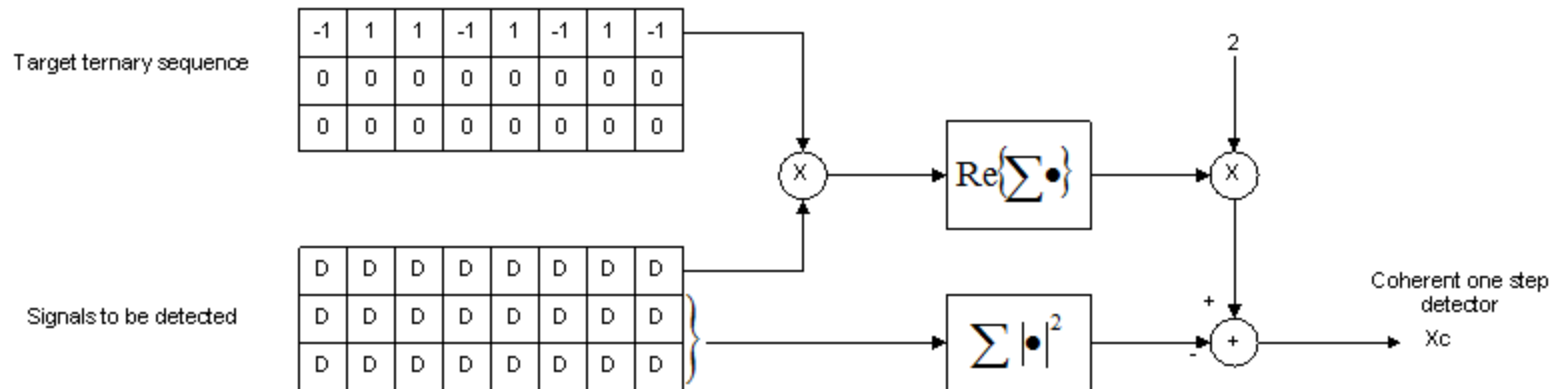 Target ternary sequence
-1 1 1 -1 1 -1 1 -1
0 0 0 0 0 0 0 0
0 0 0 0 0 0 0 0
2
X
Re{∑•}
X
Signals to be detected
D D D D D D D D
D D D D D D D D
D D D D D D D D
}
∑|•|²
+
-
+
Coherent one step
detector
Xc